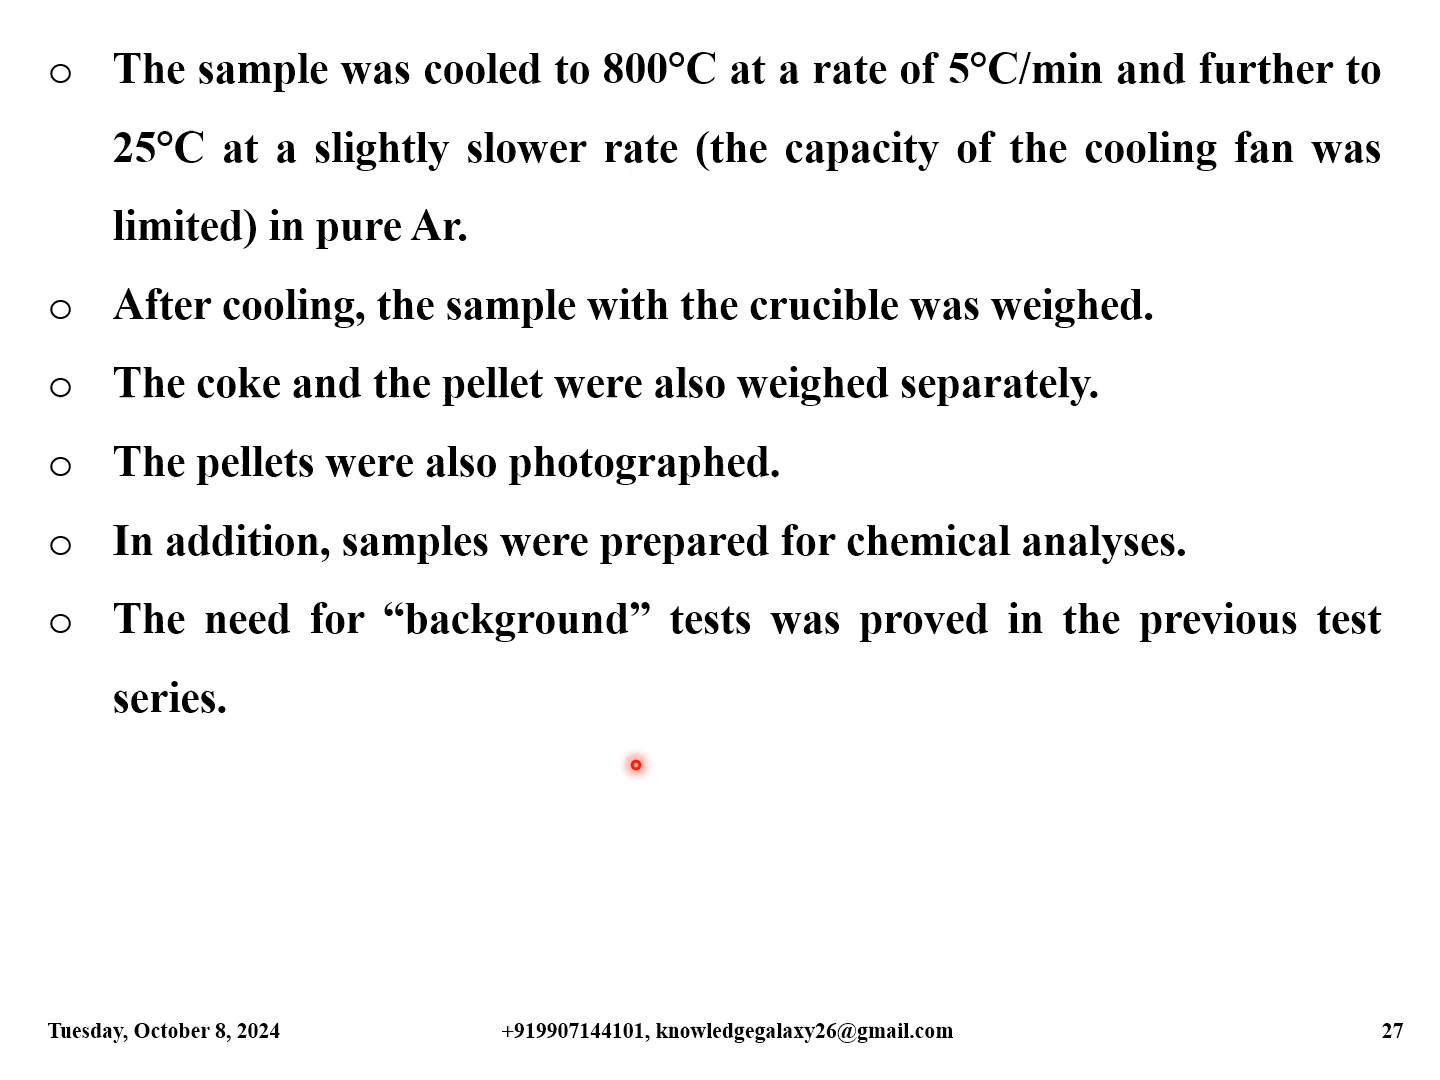 o The sample was cooled to 800°C at a rate of 5°C/min and further to
25°C at a slightly slower rate (the capacity of the cooling fan was
limited) in pure Ar.
o After cooling, the sample with the crucible was weighed.
o The coke and the pellet were also weighed separately.
o The pellets were also photographed.
o In addition, samples were prepared for chemical analyses.
o The need for “background” tests was proved in the previous test
series.
Tuesday, October 8, 2024 +919907144101, knowledgegalaxy26@gmail.com 27